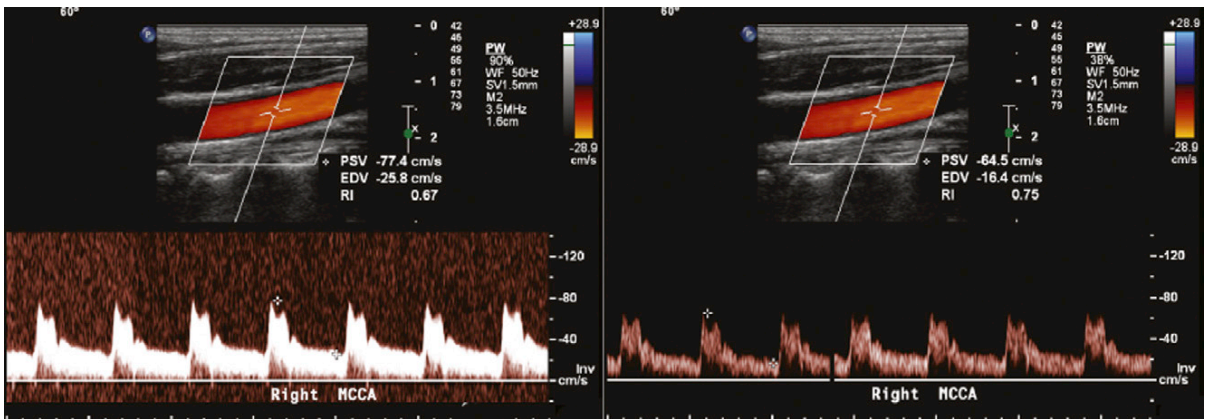 60°
0
1
2
42
45
49
55
61
67
73
79
PW
90%
WF 50Hz
SV1.5mm
M2
3.5MHz
1.6cm
+28.9
-28.9
cm/s
P
x
PSV -77.4 cm/s
EDV -25.8 cm/s
RI 0.67
-120
-80
-40
Inv
cm/s
Right MCCA
60°
0
1
2
42
45
49
55
61
67
73
79
PW
38%
WF 50Hz
SV1.5mm
M2
3.5MHz
1.6cm
+28.9
-28.9
cm/s
P
x
PSV -64.5 cm/s
EDV -16.4 cm/s
RI 0.75
-120
-80
-40
Inv
cm/s
Right MCCA